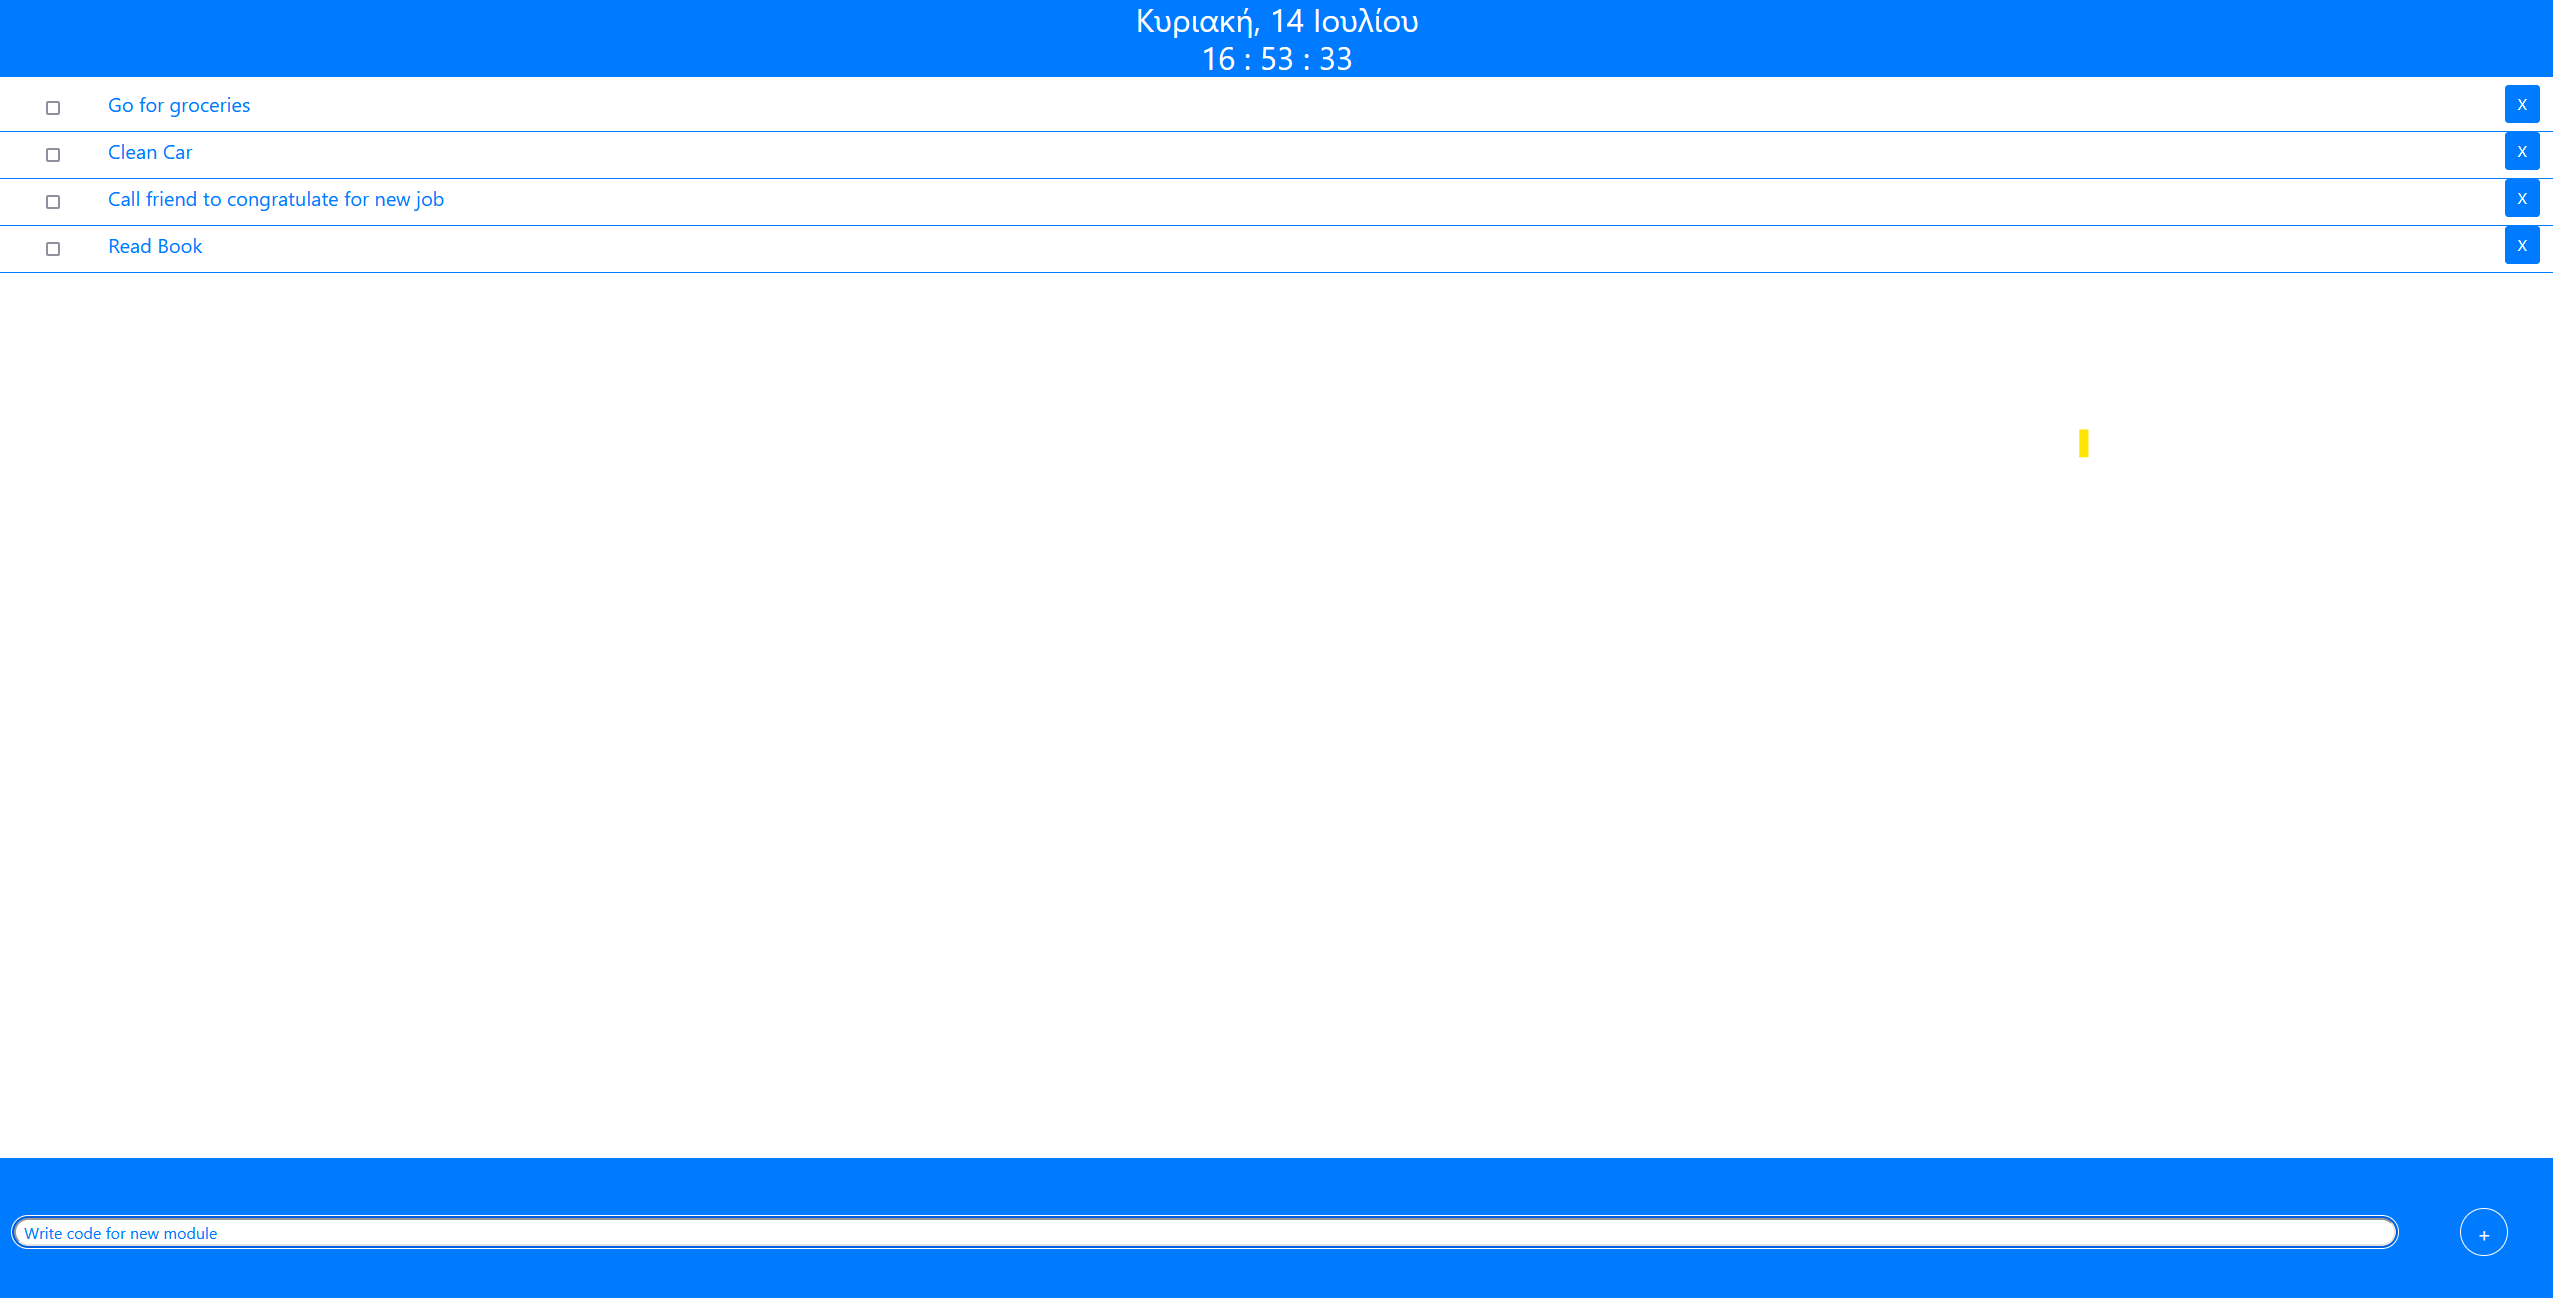 Κυριακή, 14 Ιουλίου
16 : 53 : 33
Go for groceries X
Clean Car X
Call friend to congratulate for new job X
Read Book X
Write code for new module +